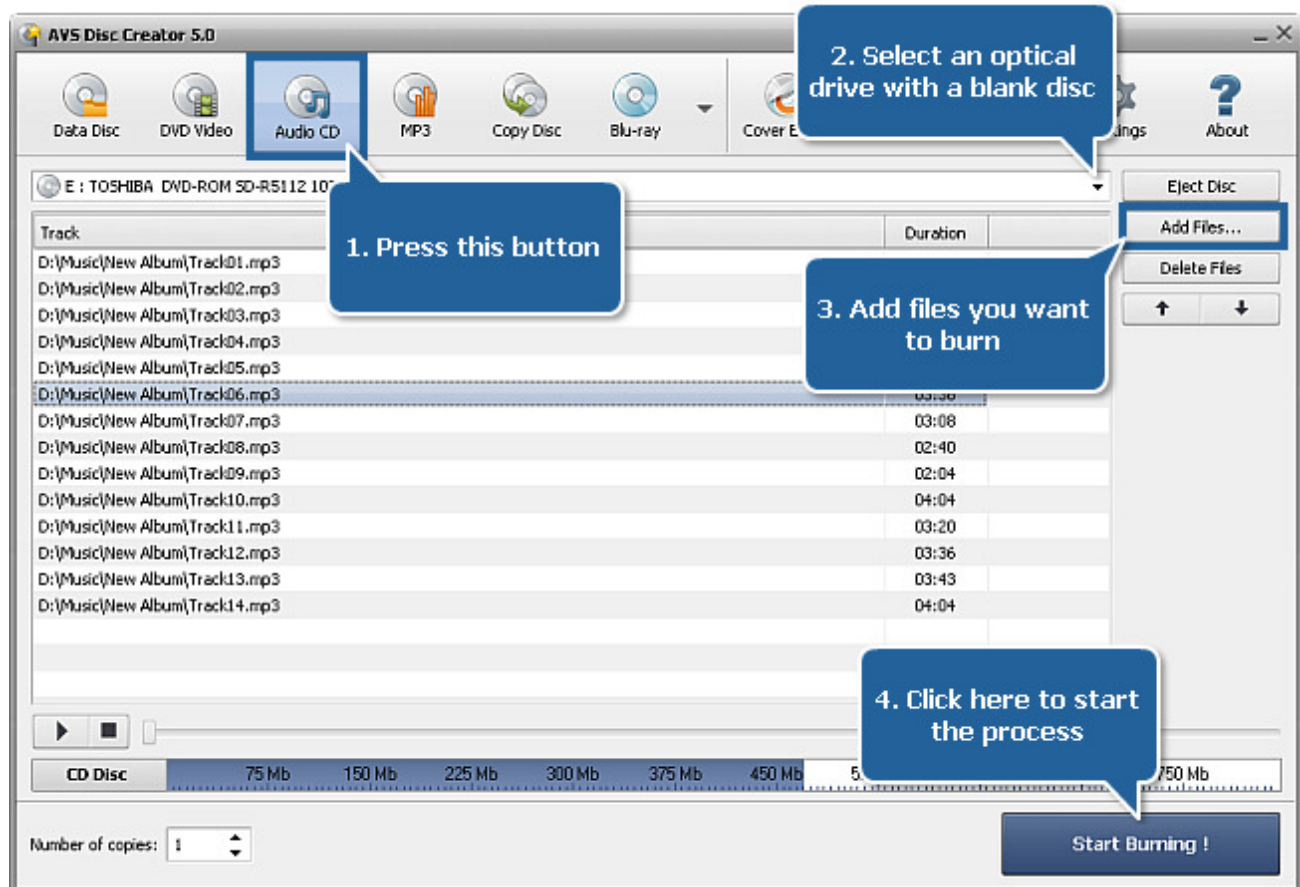 AVS Disc Creator 5.0
2. Select an optical
drive with a blank disc
Data Disc
DVD Video
Audio CD
MP3
Copy Disc
Blu-ray
Cover
About
E : TOSHIBA DVD-ROM SD-R5112
Eject Disc
1. Press this button
Track
Duration
Add Files...
Delete Files
3. Add files you want
to burn
D:\Music\New Album\Track01.mp3
D:\Music\New Album\Track02.mp3
D:\Music\New Album\Track03.mp3
D:\Music\New Album\Track04.mp3
D:\Music\New Album\Track05.mp3
D:\Music\New Album\Track06.mp3 03:36
D:\Music\New Album\Track07.mp3 03:08
D:\Music\New Album\Track08.mp3 02:40
D:\Music\New Album\Track09.mp3 02:04
D:\Music\New Album\Track10.mp3 04:04
D:\Music\New Album\Track11.mp3 03:20
D:\Music\New Album\Track12.mp3 03:36
D:\Music\New Album\Track13.mp3 03:43
D:\Music\New Album\Track14.mp3 04:04
4. Click here to start
the process
CD Disc 75 Mb 150 Mb 225 Mb 300 Mb 375 Mb 450 Mb 750 Mb
Number of copies: 1
Start Burning !